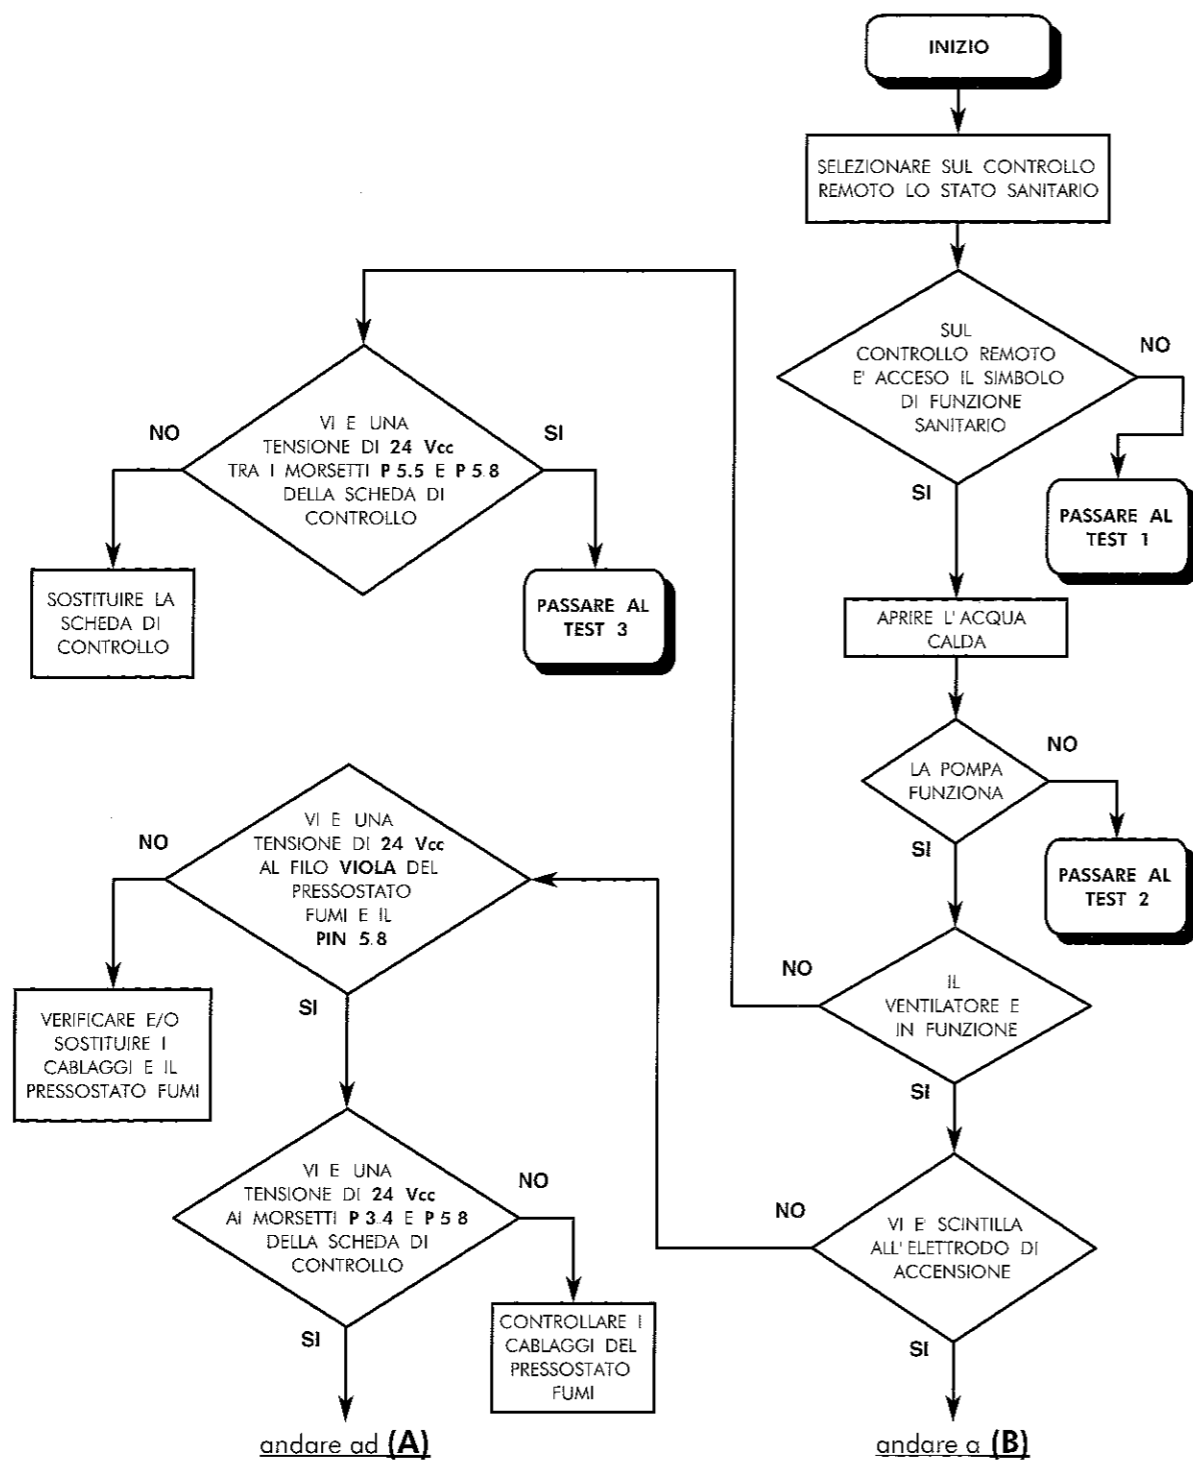 INIZIO
SELEZIONARE SUL CONTROLLO
REMOTO LO STATO SANITARIO
SUL
CONTROLLO REMOTO
E' ACCESO IL SIMBOLO
DI FUNZIONE
SANITARIO
NO
SI
PASSARE AL
TEST 1
APRIRE L'ACQUA
CALDA
LA POMPA
FUNZIONA
NO
SI
PASSARE AL
TEST 2
IL
VENTILATORE E
IN FUNZIONE
NO
SI
VI E' SCINTILLA
ALL'ELETTRODO DI
ACCENSIONE
NO
SI
andare a (B)
VI E UNA
TENSIONE DI 24 Vcc
TRA I MORSETTI P 5.5 E P 5.8
DELLA SCHEDA DI
CONTROLLO
NO
SI
SOSTITUIRE LA
SCHEDA DI
CONTROLLO
PASSARE AL
TEST 3
VI E UNA
TENSIONE DI 24 Vcc
AL FILO VIOLA DEL
PRESSOSTATO
FUMI E IL
PIN 5.8
NO
SI
VERIFICARE E/O
SOSTITUIRE I
CABLAGGI E IL
PRESSOSTATO FUMI
VI E UNA
TENSIONE DI 24 Vcc
AI MORSETTI P 3.4 E P 5 8
DELLA SCHEDA DI
CONTROLLO
NO
SI
CONTROLLARE I
CABLAGGI DEL
PRESSOSTATO
FUMI
andare ad (A)